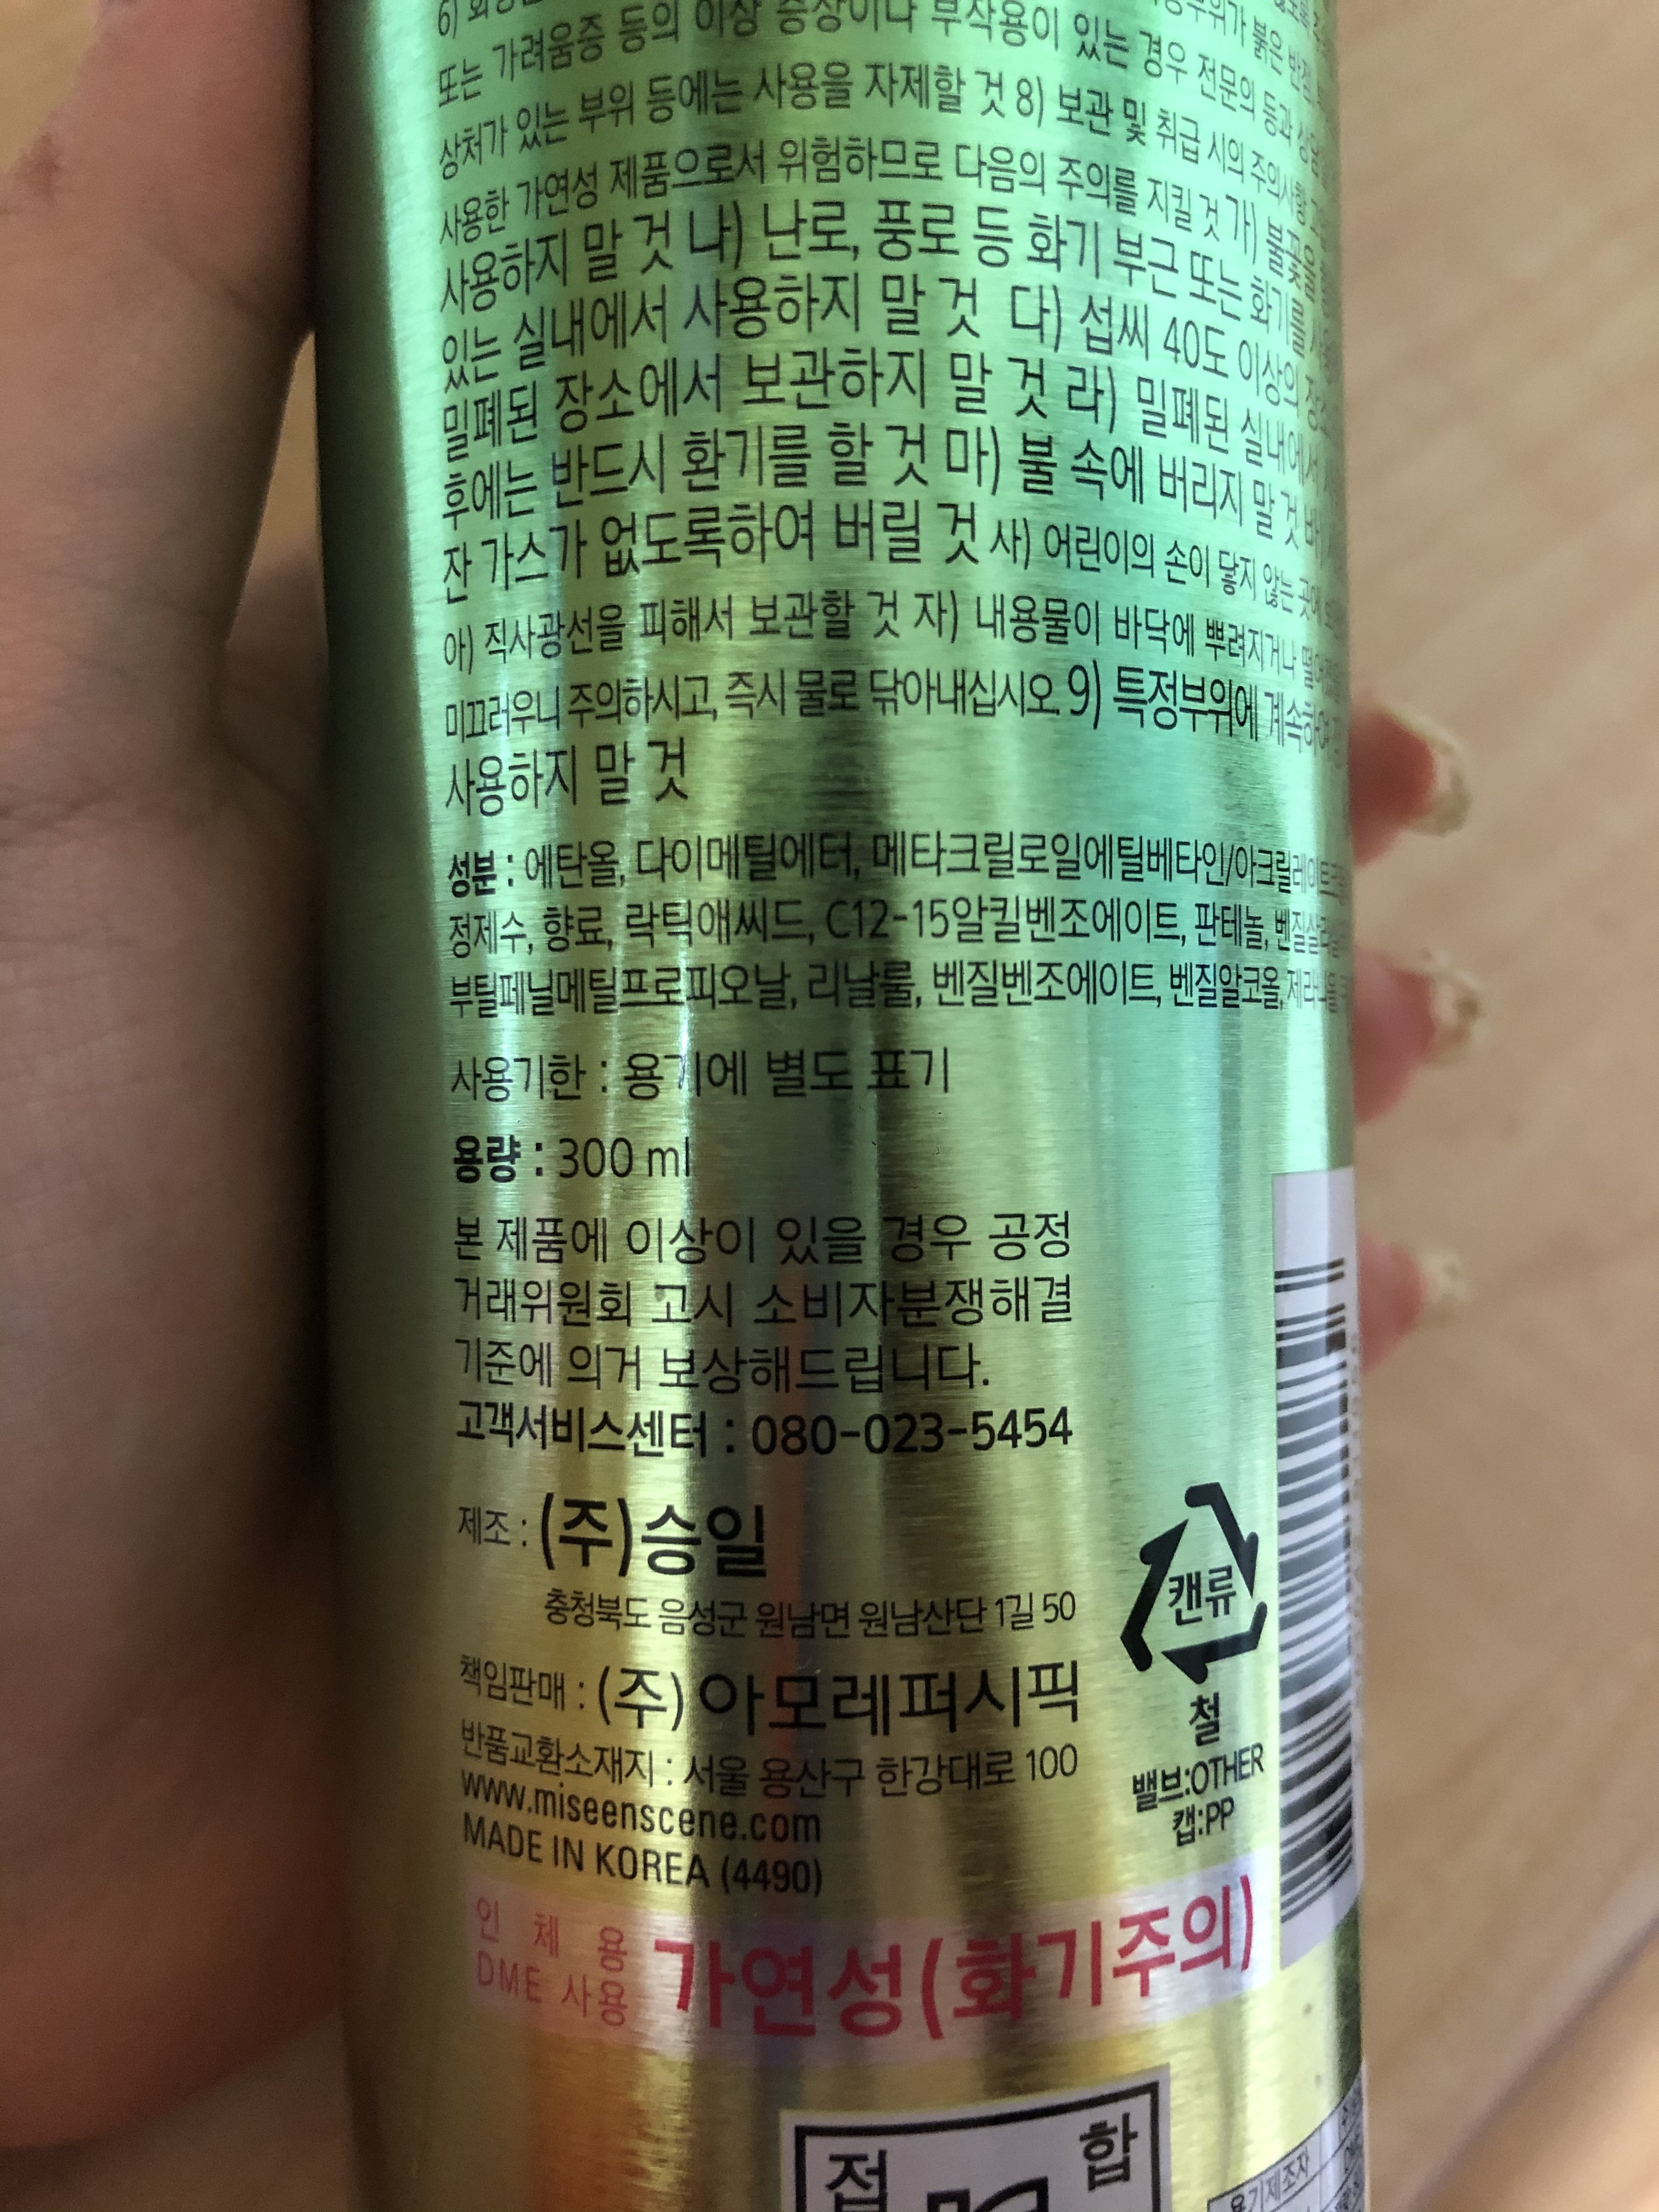 또는 가려움증 등의 이상 증상이나 부작용이 있는 경우 전문의 등과
상처가 있는 부위 등에는 사용을 자제할 것 8) 보관 및 취급 시의 주의사항
사용한 가연성 제품으로서 위험하므로 다음의 주의를 지킬 것 가) 불꽃을
사용하지 말 것 나) 난로, 풍로 등 화기 부근 또는 화기를
있는 실내에서 사용하지 말 것 다) 섭씨 40도 이상의
밀폐된 장소에서 보관하지 말 것 라) 밀폐된 실내에서
후에는 반드시 환기를 할 것 마) 불 속에 버리지 말 것
잔 가스가 없도록하여 버릴 것 사) 어린이의 손이 닿지 않는 곳에
아) 직사광선을 피해서 보관할 것 자) 내용물이 바닥에 뿌려지거나
미끄러우니 주의하시고, 즉시 물로 닦아내십시오. 9) 특정부위에
사용하지 말 것
성분 : 에탄올, 다이메틸에터, 메타크릴로일에틸베타인/
정제수, 향료, 락틱애씨드, C12-15알킬벤조에이트, 판테놀,
부틸페닐메틸프로피오날, 리날룰, 벤질벤조에이트, 벤질알코올,
사용기한 : 용기에 별도 표기
용량 : 300 ml
본 제품에 이상이 있을 경우 공정
거래위원회 고시 소비자분쟁해결
기준에 의거 보상해드립니다.
고객서비스센터 : 080-023-5454
제조 : (주)승일
충청북도 음성군 원남면 원남산단 1길 50
책임판매 : (주)아모레퍼시픽
반품교환소재지 : 서울 용산구 한강대로 100
www.miseenscene.com
MADE IN KOREA (4490)
캔류
철
밸브:OTHER
캡:PP
인체용
DME 사용
가연성(화기주의)
접합
용기제조자